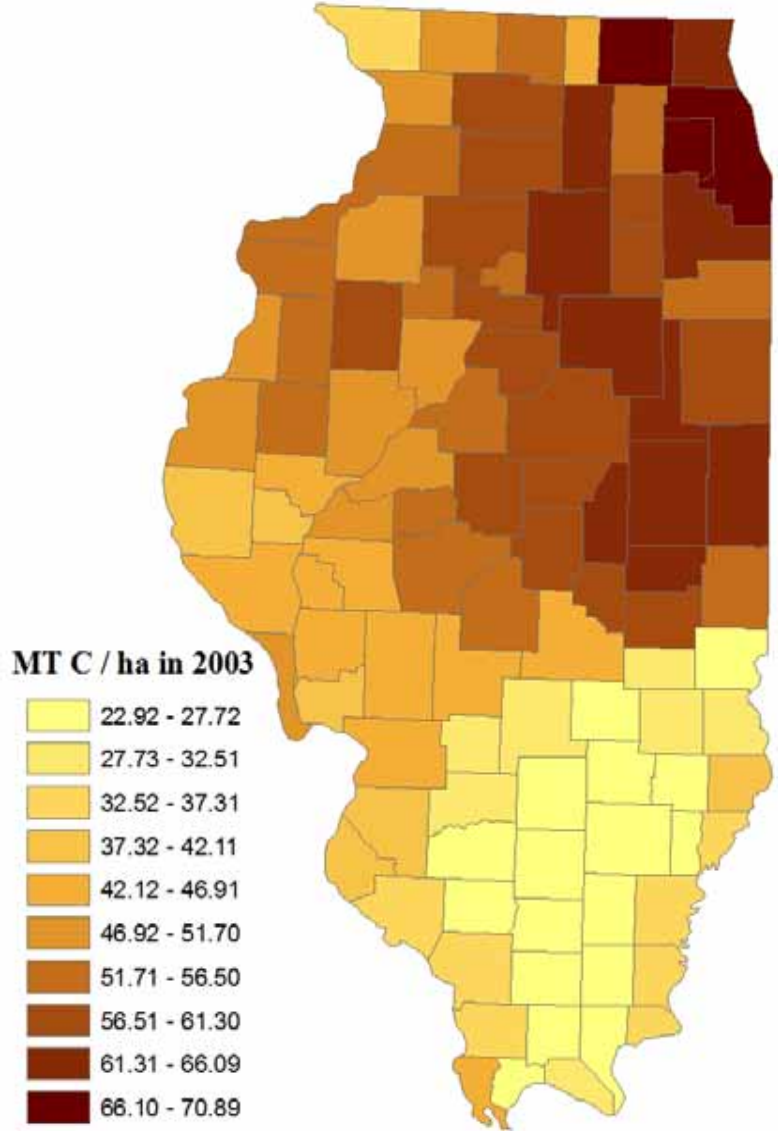 MT C / ha in 2003
22.92 - 27.72
27.73 - 32.51
32.52 - 37.31
37.32 - 42.11
42.12 - 46.91
46.92 - 51.70
51.71 - 56.50
56.51 - 61.30
61.31 - 66.09
66.10 - 70.89